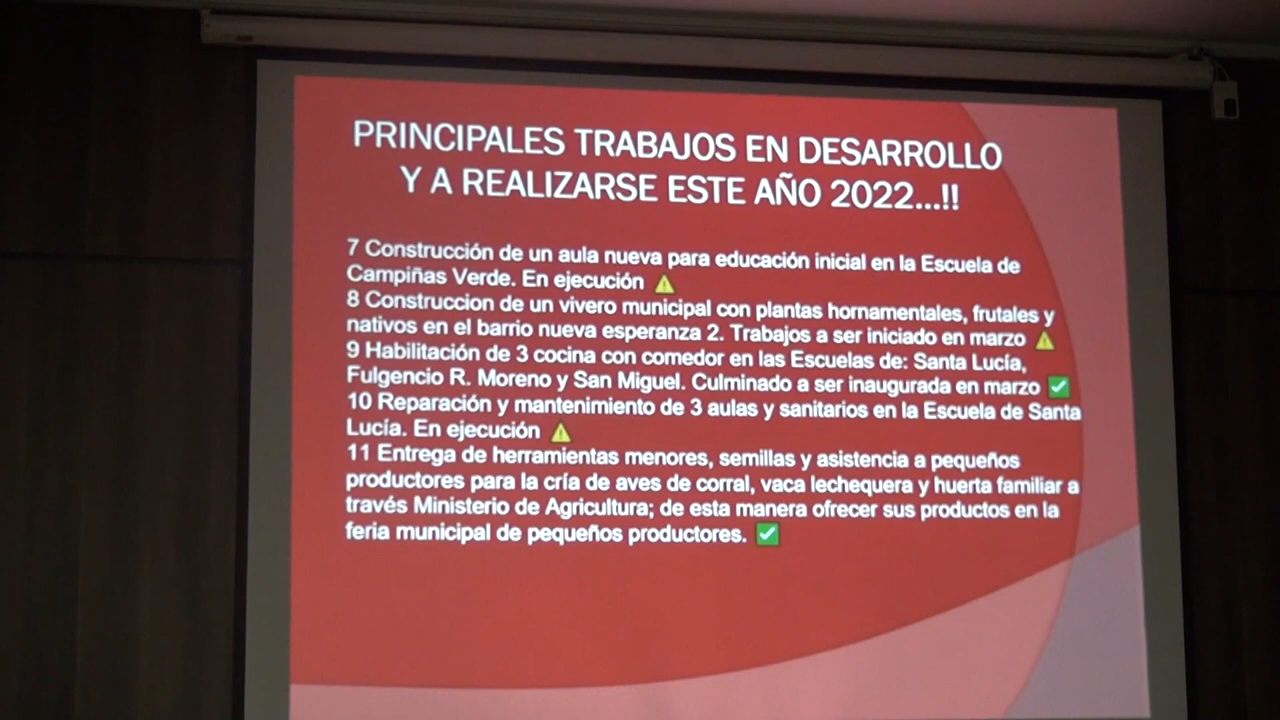 PRINCIPALES TRABAJOS EN DESARROLLO
Y A REALIZARSE ESTE AÑO 2022...!!
7 Construcción de un aula nueva para educación inicial en la Escuela de
Campiñas Verde. En ejecución ⚠
8 Construccion de un vivero municipal con plantas hornamentales, frutales y
nativos en el barrio nueva esperanza 2. Trabajos a ser iniciado en marzo ⚠
9 Habilitación de 3 cocina con comedor en las Escuelas de: Santa Lucía,
Fulgencio R. Moreno y San Miguel. Culminado a ser inaugurada en marzo ✅
10 Reparación y mantenimiento de 3 aulas y sanitarios en la Escuela de Santa
Lucía. En ejecución ⚠
11 Entrega de herramientas menores, semillas y asistencia a pequeños
productores para la cría de aves de corral, vaca lechequera y huerta familiar a
través Ministerio de Agricultura; de esta manera ofrecer sus productos en la
feria municipal de pequeños productores. ✅